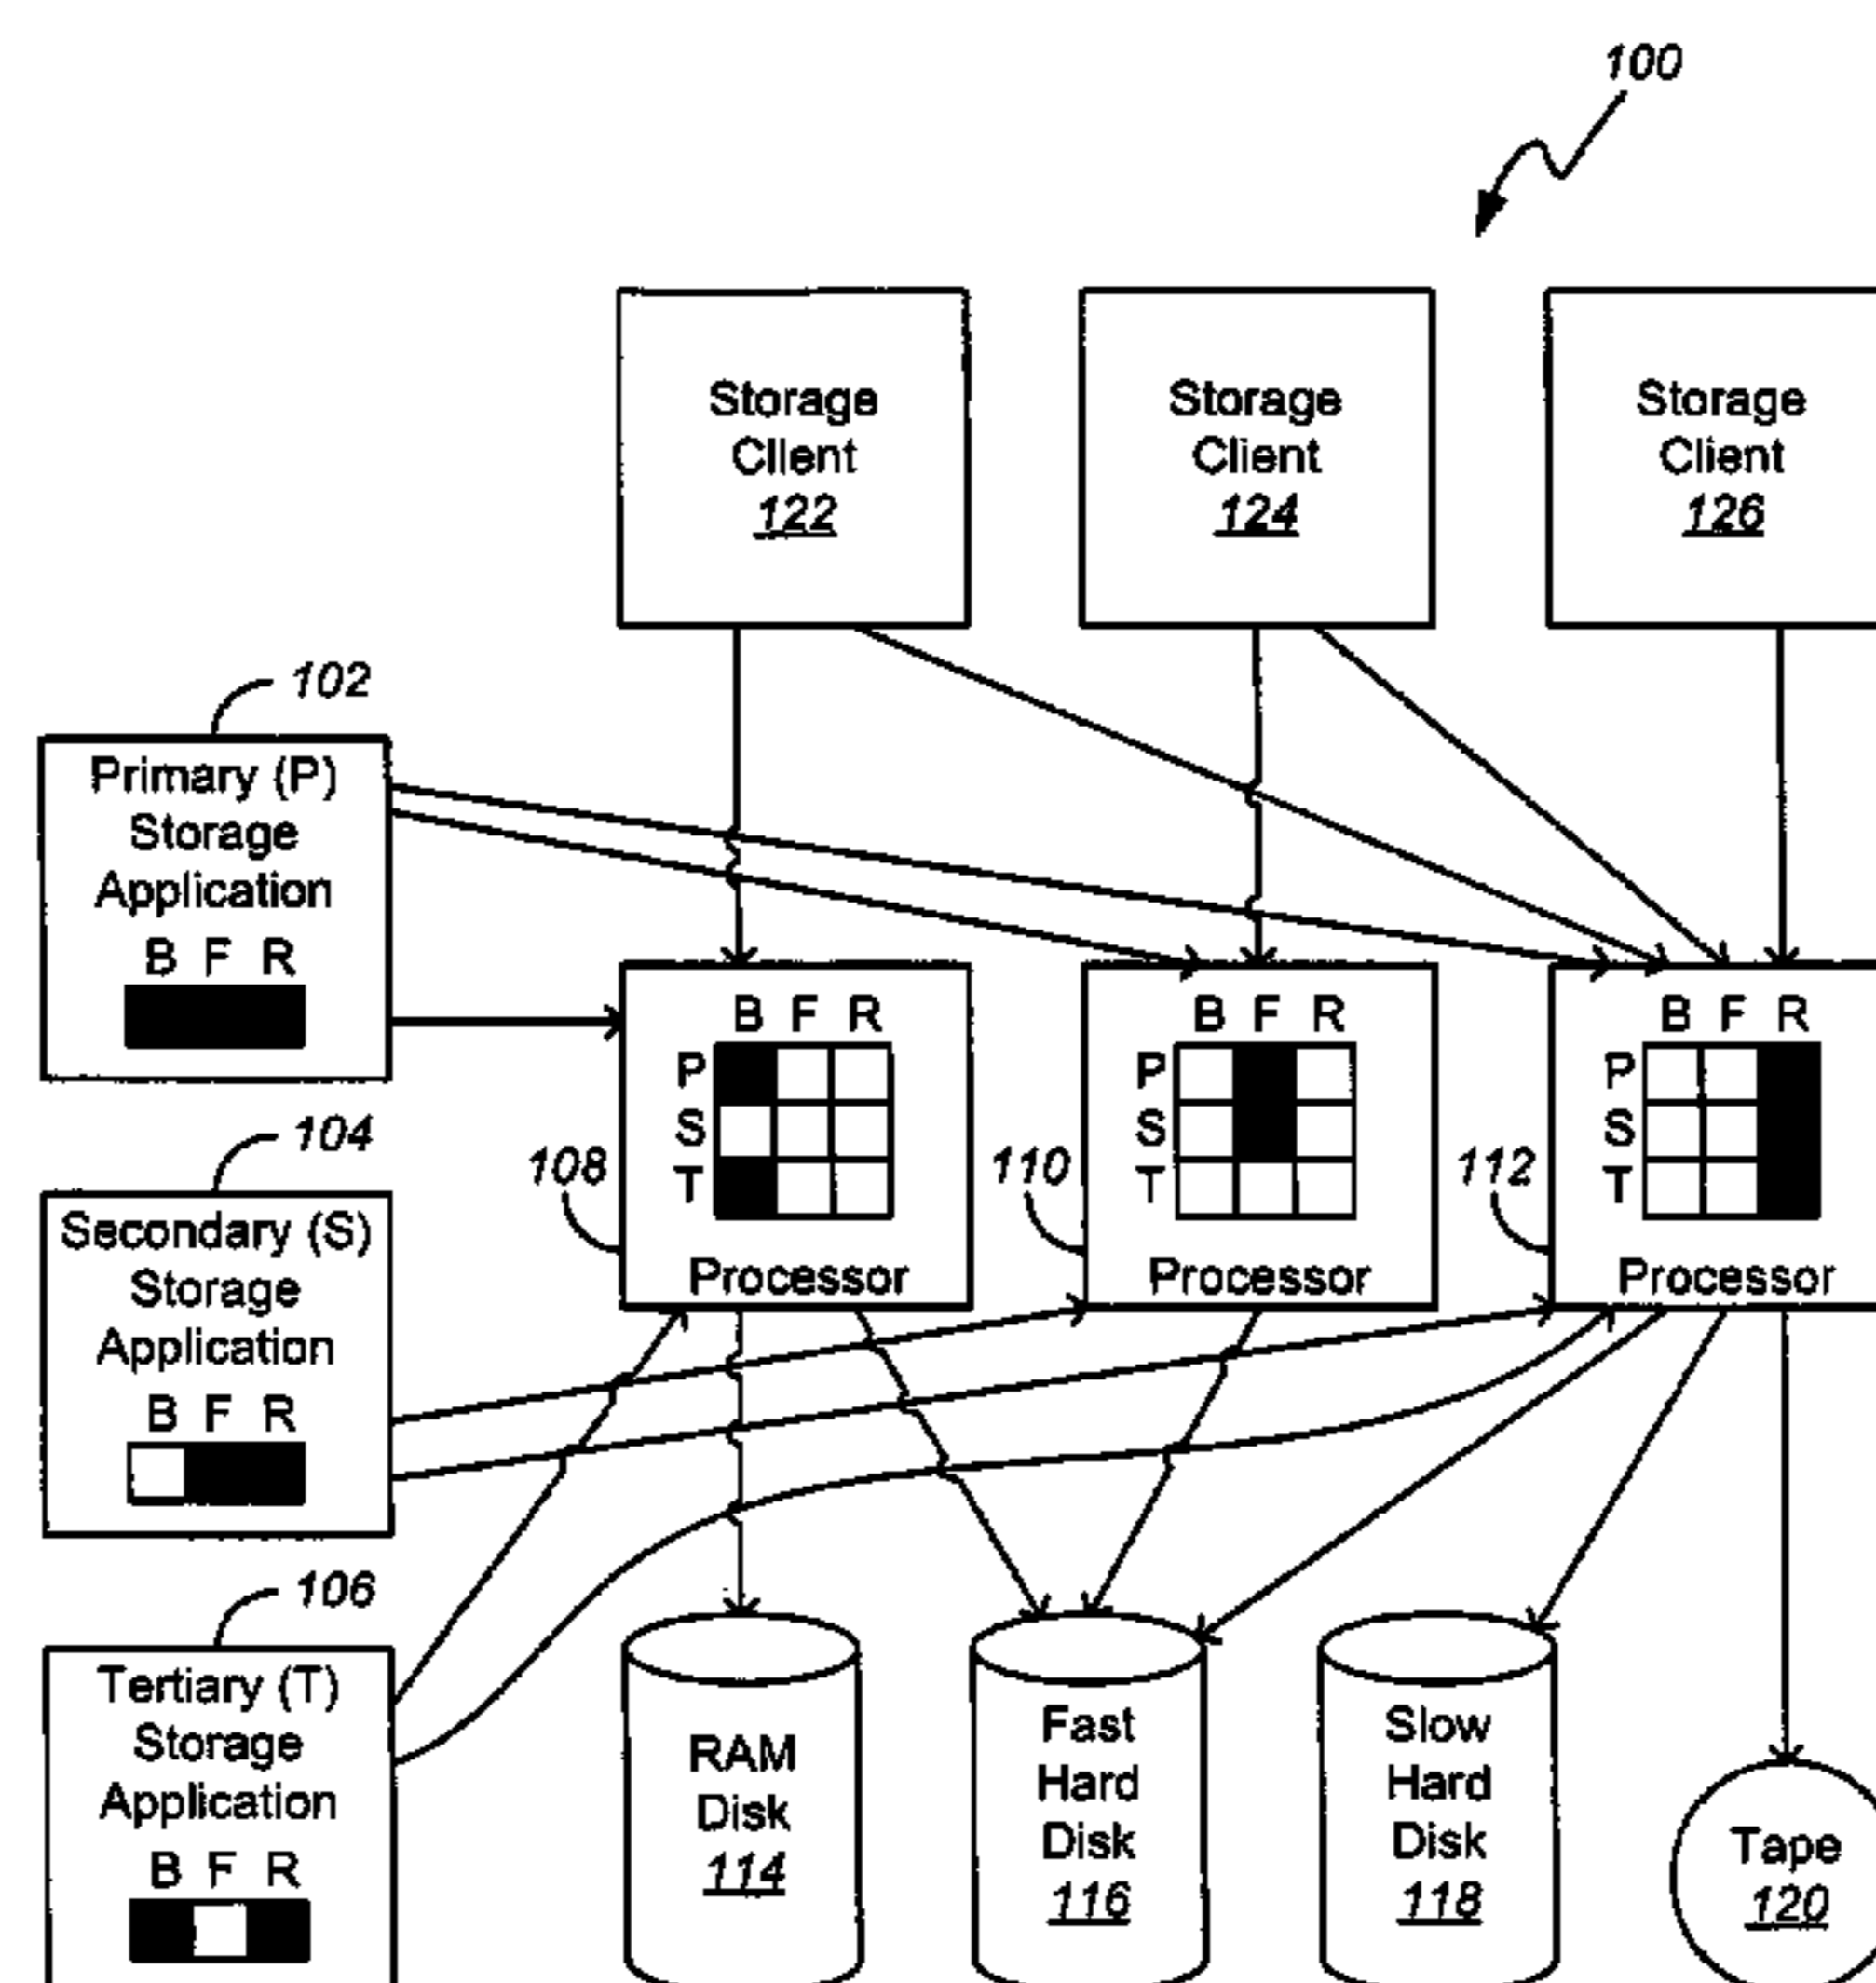 100
Storage
Client
122
Storage
Client
124
Storage
Client
126
102
Primary (P)
Storage
Application
B F R
104
Secondary (S)
Storage
Application
B F R
106
Tertiary (T)
Storage
Application
B F R
108
B F R
P
S
T
Processor
110
B F R
P
S
T
Processor
112
B F R
P
S
T
Processor
RAM
Disk
114
Fast
Hard
Disk
116
Slow
Hard
Disk
118
Tape
120